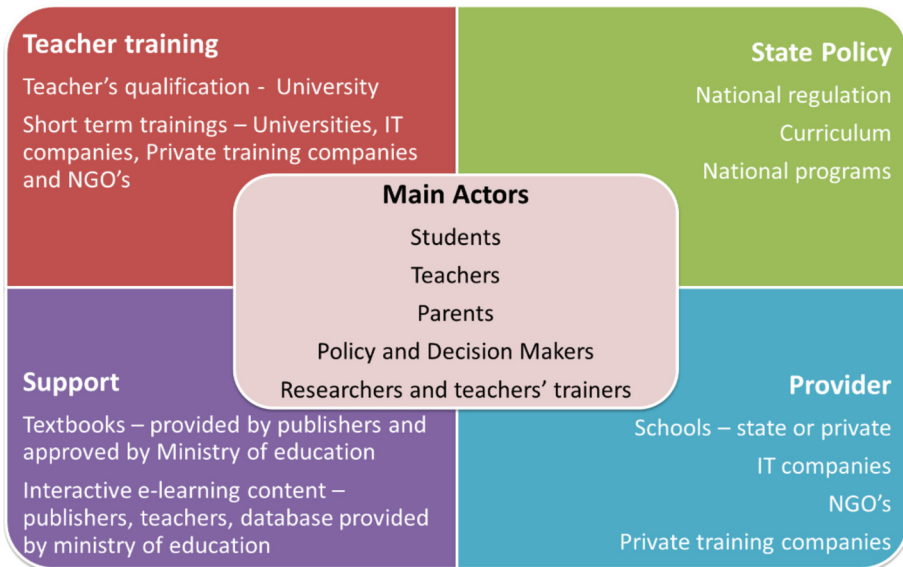 Teacher training
Teacher's qualification - University
Short term trainings – Universities, IT
companies, Private training companies
and NGO's
State Policy
National regulation
Curriculum
National programs
Main Actors
Students
Teachers
Parents
Policy and Decision Makers
Researchers and teachers' trainers
Support
Textbooks – provided by publishers and
approved by Ministry of education
Interactive e-learning content –
publishers, teachers, database provided
by ministry of education
Provider
Schools – state or private
IT companies
NGO's
Private training companies